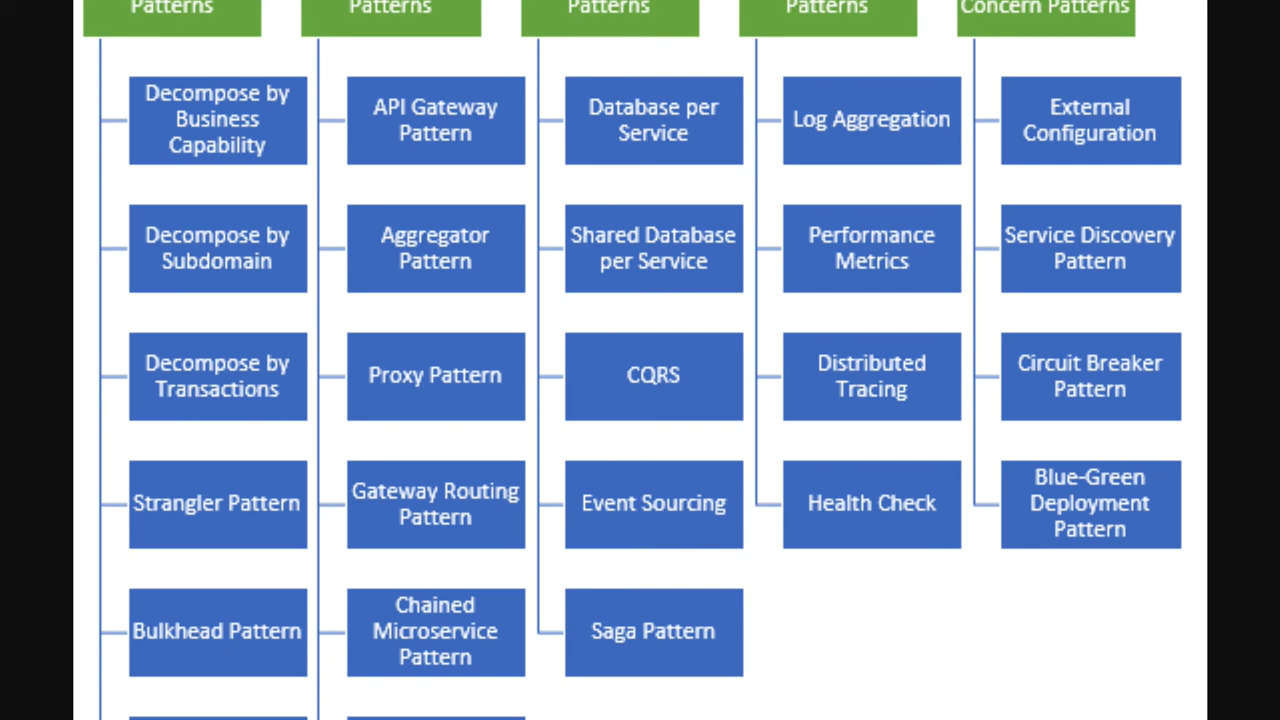 Patterns
Patterns
Patterns
Patterns
Concern Patterns
Decompose by
Business
Capability
API Gateway
Pattern
Database per
Service
Log Aggregation
External
Configuration
Decompose by
Subdomain
Aggregator
Pattern
Shared Database
per Service
Performance
Metrics
Service Discovery
Pattern
Decompose by
Transactions
Proxy Pattern
CQRS
Distributed
Tracing
Circuit Breaker
Pattern
Strangler Pattern
Gateway Routing
Pattern
Event Sourcing
Health Check
Blue-Green
Deployment
Pattern
Bulkhead Pattern
Chained
Microservice
Pattern
Saga Pattern